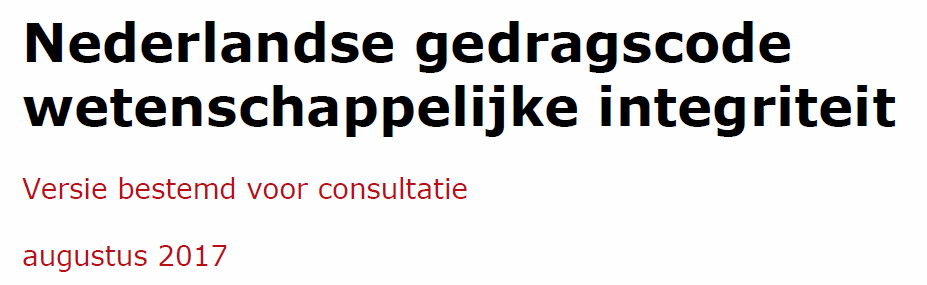 Nederlandse gedragscode
wetenschappelijke integriteit
Versie bestemd voor consultatie
augustus 2017